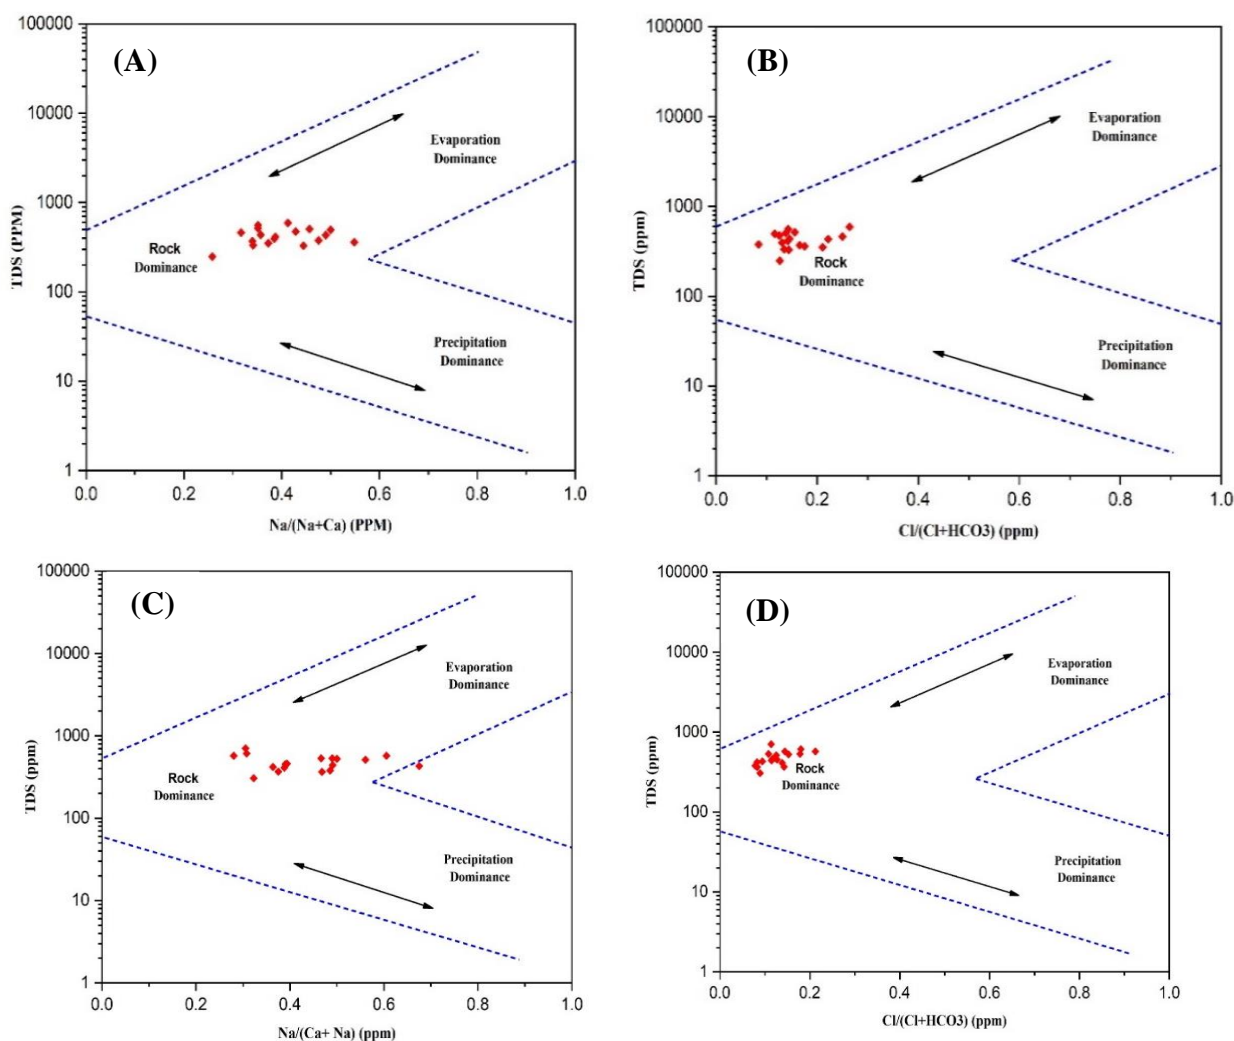 (A)
100000
10000
1000
100
10
1
TDS (PPM)
Evaporation
Dominance
Rock
Dominance
Precipitation
Dominance
0.0 0.2 0.4 0.6 0.8 1.0
Na/(Na+Ca) (PPM)
(B)
100000
10000
1000
100
10
1
TDS (ppm)
Evaporation
Dominance
Rock
Dominance
Precipitation
Dominance
0.0 0.2 0.4 0.6 0.8 1.0
Cl/(Cl+HCO3) (ppm)
(C)
100000
10000
1000
100
10
1
TDS (ppm)
Evaporation
Dominance
Rock
Dominance
Precipitation
Dominance
0.0 0.2 0.4 0.6 0.8 1.0
Na/(Ca+ Na) (ppm)
(D)
100000
10000
1000
100
10
1
TDS (ppm)
Evaporation
Dominance
Rock
Dominance
Precipitation
Dominance
0.0 0.2 0.4 0.6 0.8 1.0
Cl/(Cl+HCO3) (ppm)